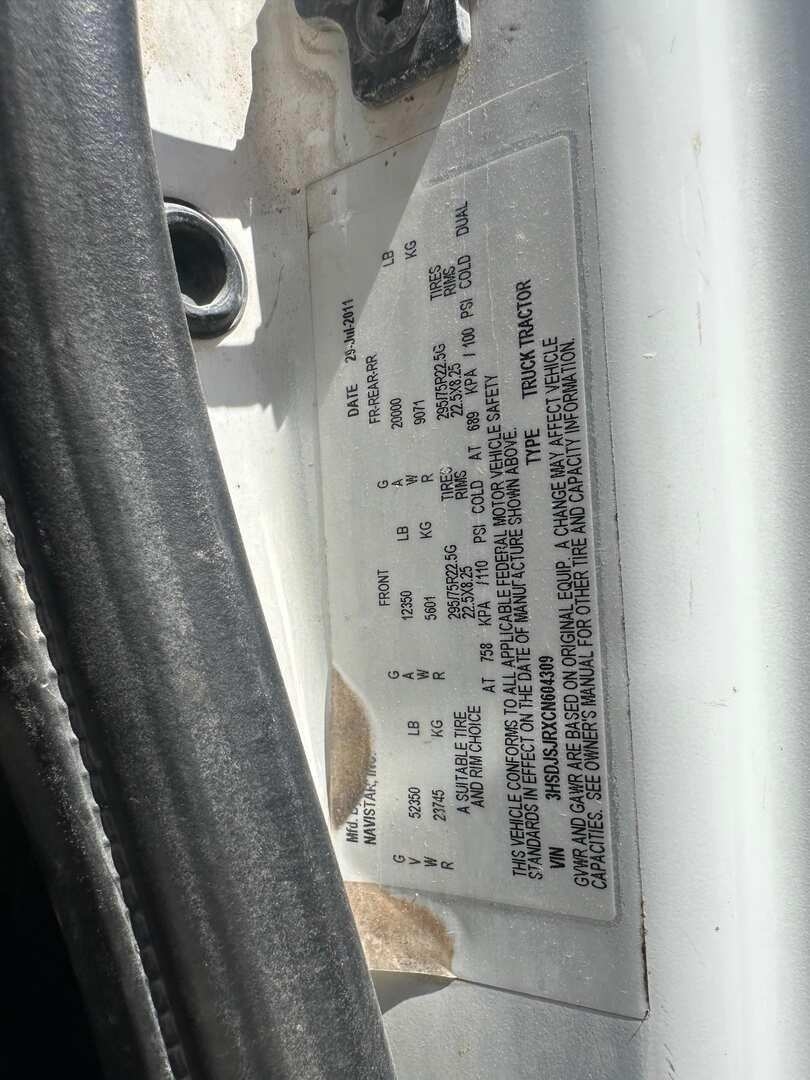 Mfd. By
NAVISTAR, INC.
DATE 29-Jul-2011
FRONT FR-REAR-RR
GVWR 52350 LB GAWR 12350 LB GAWR 20000 LB
23745 KG 5601 KG 9071 KG
A SUITABLE TIRE 295/75R22.5G TIRES 295/75R22.5G TIRES
AND RIM CHOICE 22.5X8.25 RIMS 22.5X8.25 RIMS
AT 758 KPA /110 PSI COLD AT 689 KPA / 100 PSI COLD DUAL
THIS VEHICLE CONFORMS TO ALL APPLICABLE FEDERAL MOTOR VEHICLE SAFETY
STANDARDS IN EFFECT ON THE DATE OF MANUFACTURE SHOWN ABOVE.
VIN 3HSDJSJRXCN604309 TYPE TRUCK TRACTOR
GVWR AND GAWR ARE BASED ON ORIGINAL EQUIP. A CHANGE MAY AFFECT VEHICLE
CAPACITIES. SEE OWNER'S MANUAL FOR OTHER TIRE AND CAPACITY INFORMATION.